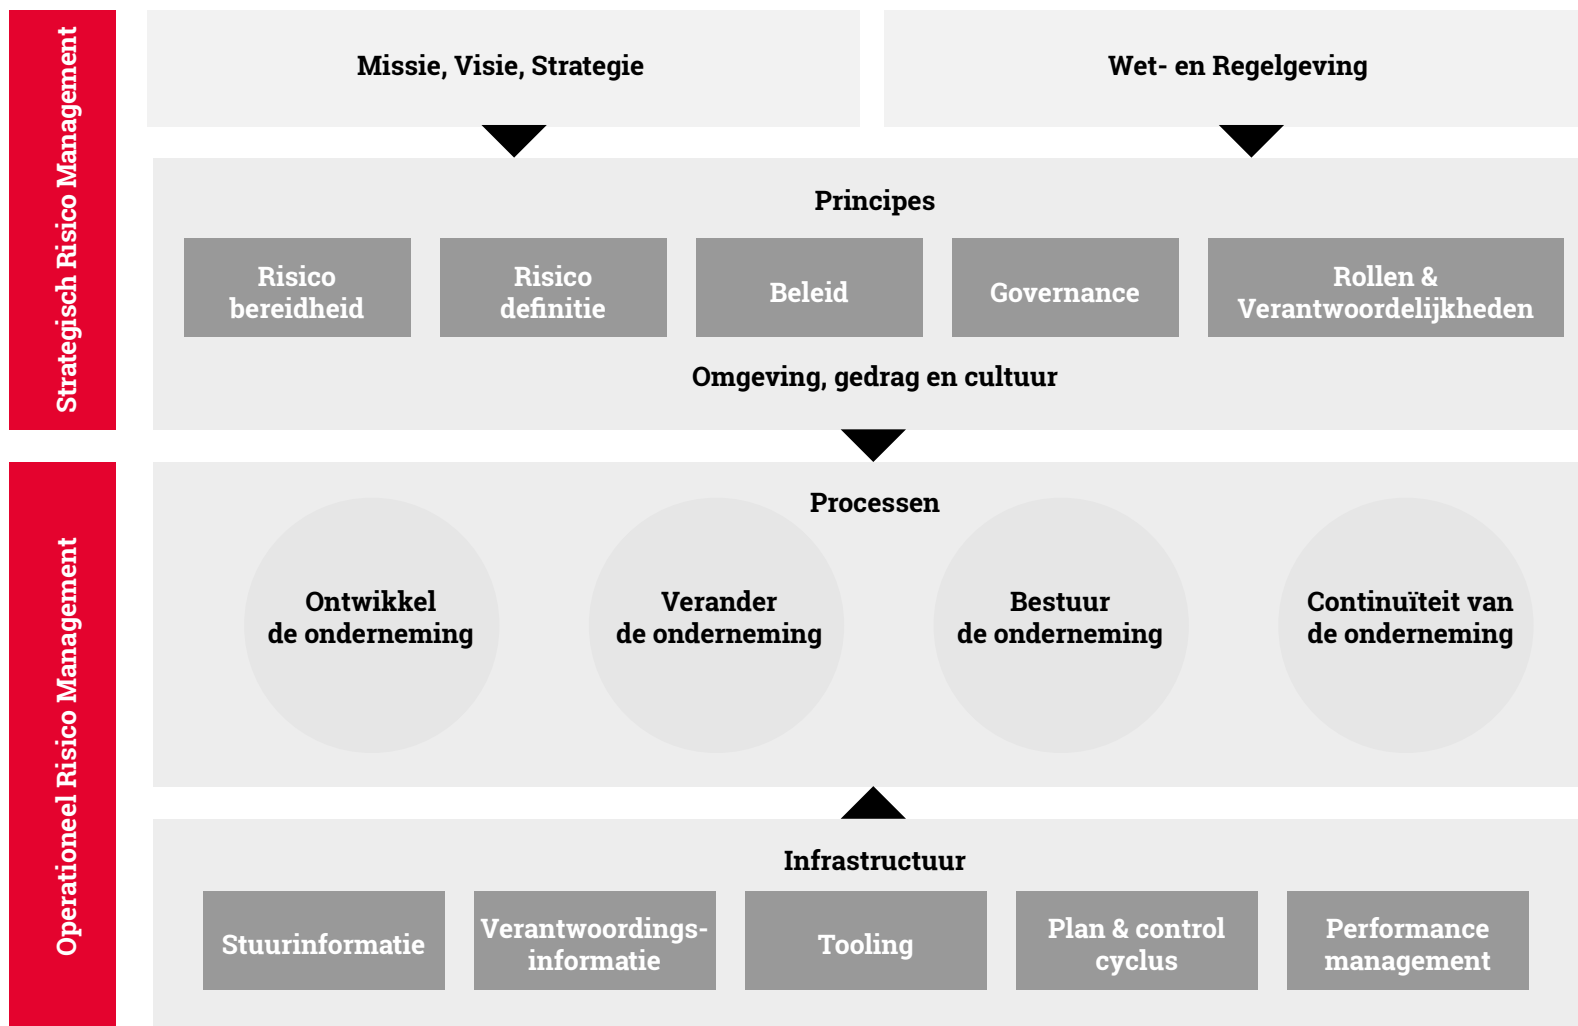 Strategisch Risico Management
Missie, Visie, Strategie
Wet- en Regelgeving
Principes
Risico
bereidheid
Risico
definitie
Beleid
Governance
Rollen &
Verantwoordelijkheden
Omgeving, gedrag en cultuur
Operationeel Risico Management
Processen
Ontwikkel
de onderneming
Verander
de onderneming
Bestuur
de onderneming
Continuïteit van
de onderneming
Infrastructuur
Stuurinformatie
Verantwoordings-
informatie
Tooling
Plan & control
cyclus
Performance
management